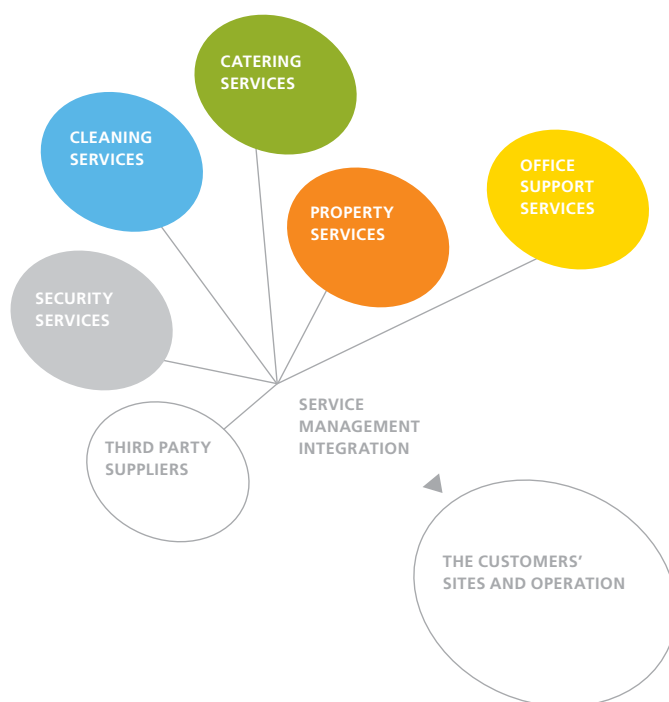 CATERING
SERVICES
CLEANING
SERVICES
OFFICE
SUPPORT
SERVICES
PROPERTY
SERVICES
SECURITY
SERVICES
SERVICE
MANAGEMENT
INTEGRATION
THIRD PARTY
SUPPLIERS
THE CUSTOMERS’
SITES AND OPERATION